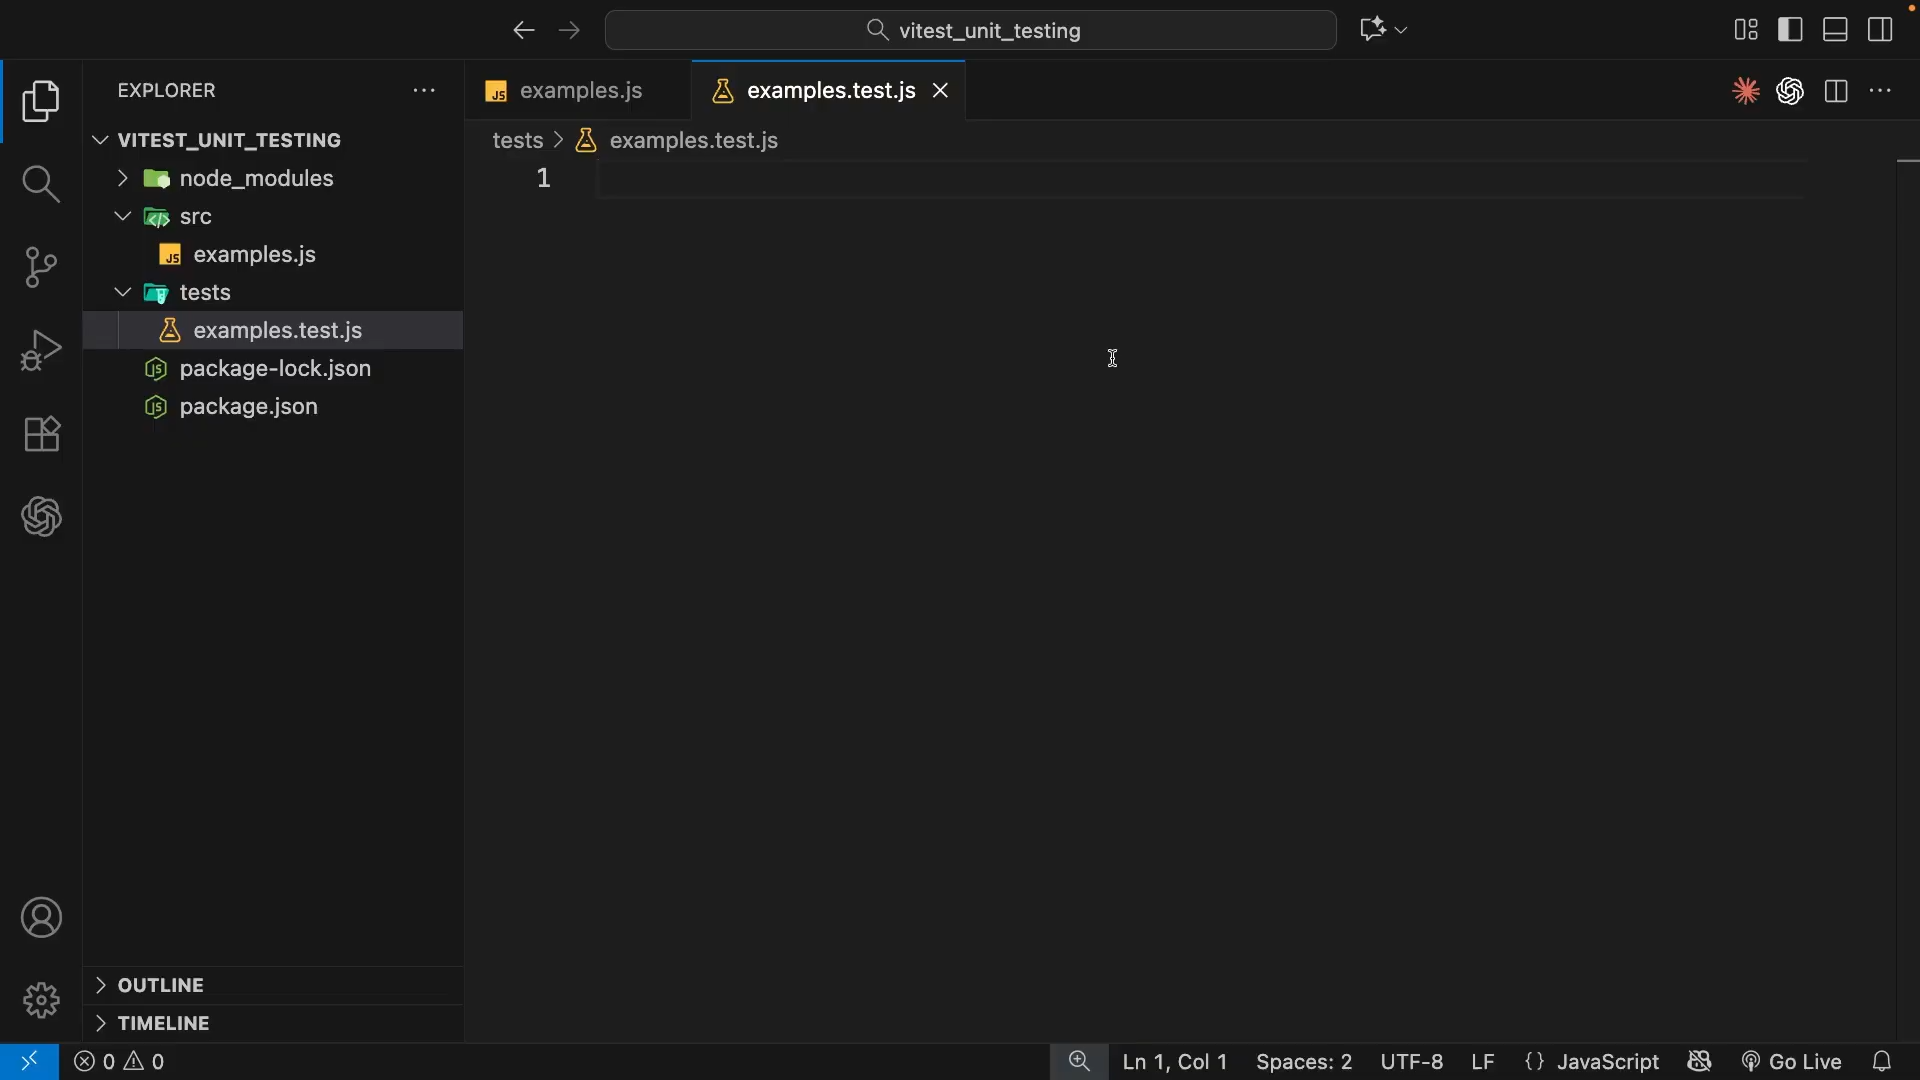 vitest_unit_testing
EXPLORER
VITEST_UNIT_TESTING
node_modules
src
JS examples.js
tests
examples.test.js
package-lock.json
package.json
OUTLINE
TIMELINE
JS examples.js
examples.test.js
tests > examples.test.js
1
0 0
Ln 1, Col 1
Spaces: 2
UTF-8
LF
{} JavaScript
Go Live